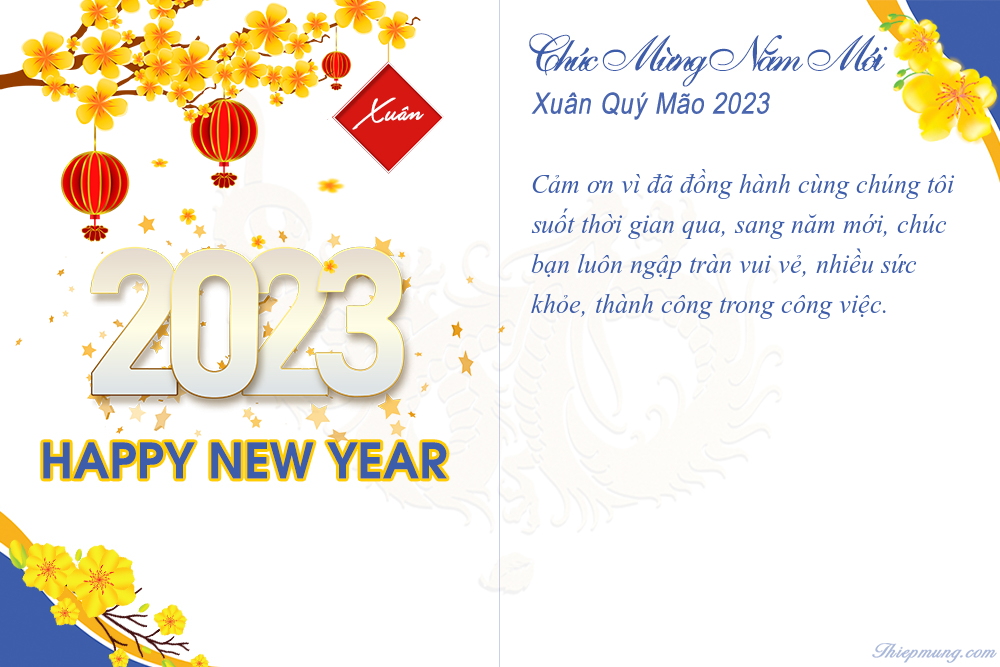 Xuân
2023
HAPPY NEW YEAR
Chúc Mừng Năm Mới
Xuân Quý Mão 2023
Cảm ơn vì đã đồng hành cùng chúng tôi
suốt thời gian qua, sang năm mới, chúc
bạn luôn ngập tràn vui vẻ, nhiều sức
khỏe, thành công trong công việc.
Thiepmung.com